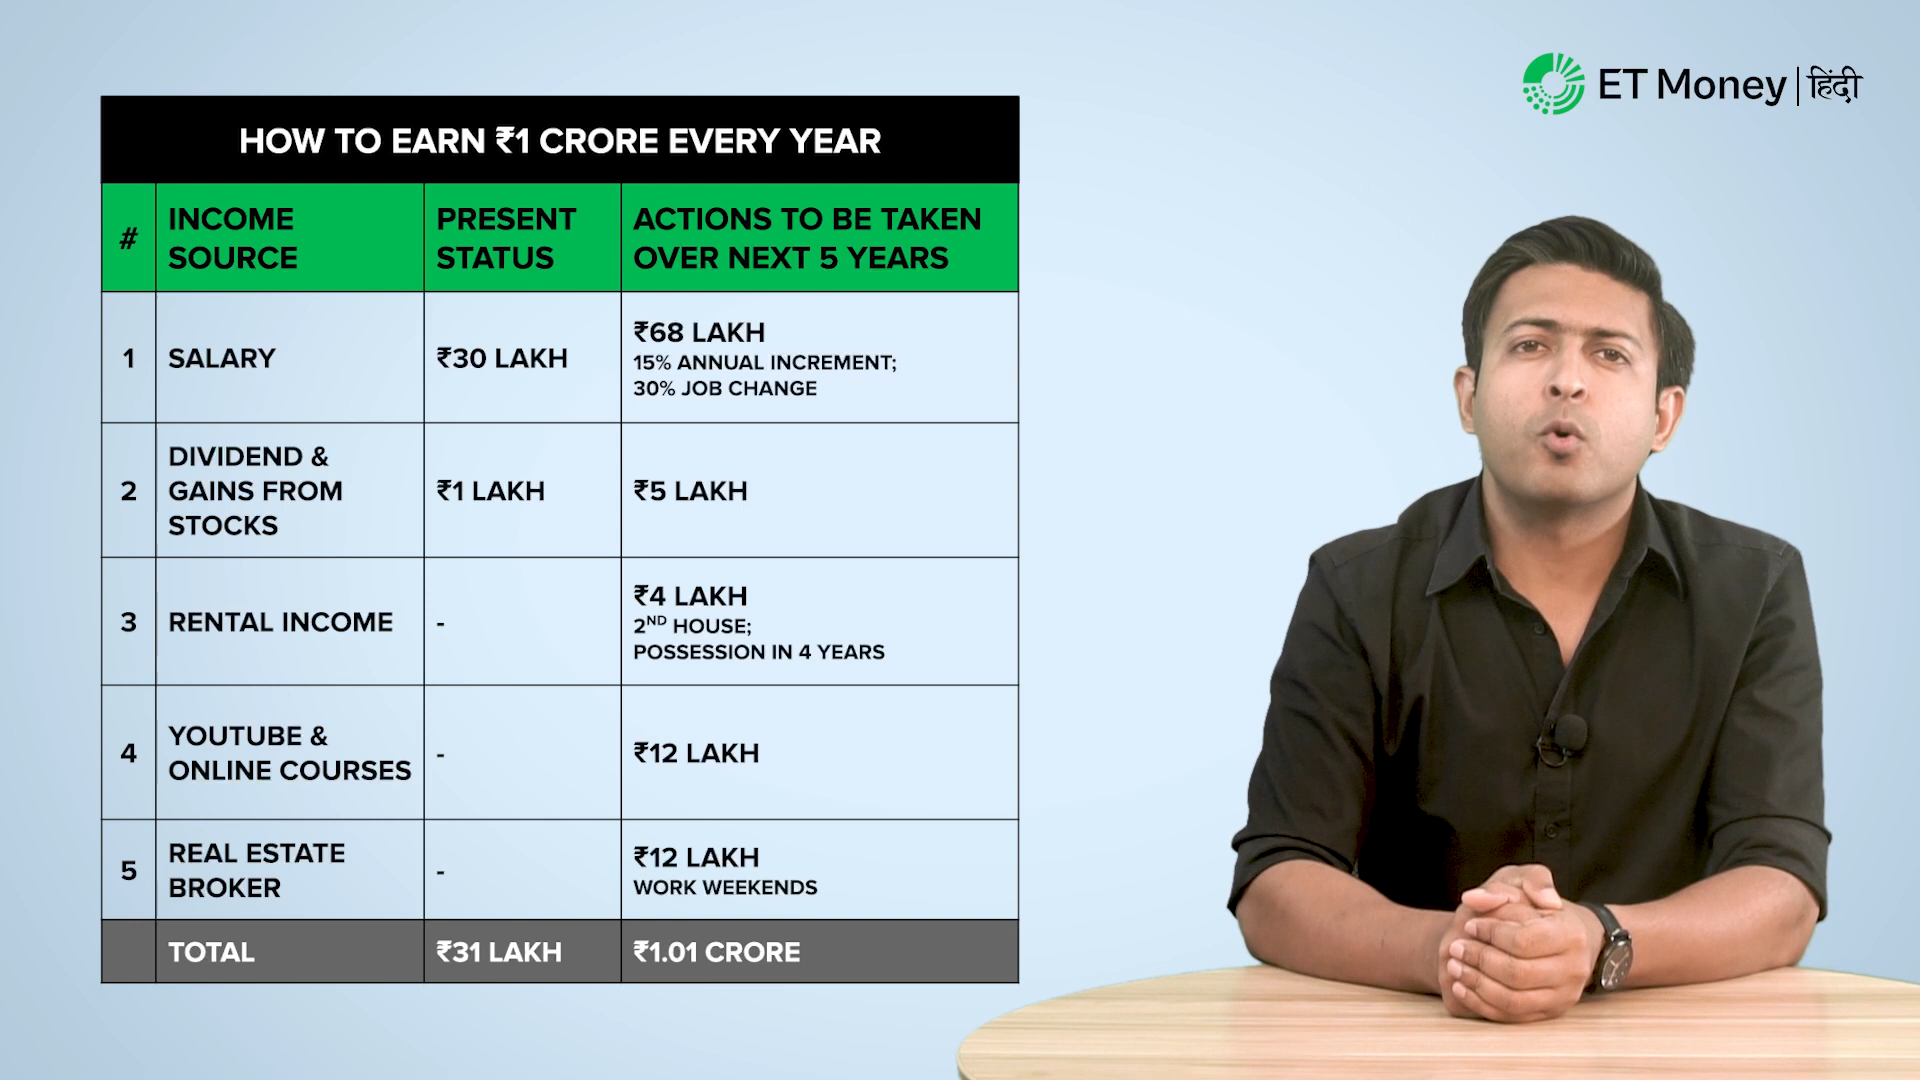 ET Money | हिंदी
HOW TO EARN ₹1 CRORE EVERY YEAR
#
INCOME
SOURCE
PRESENT
STATUS
ACTIONS TO BE TAKEN
OVER NEXT 5 YEARS
1
SALARY
₹30 LAKH
₹68 LAKH
15% ANNUAL INCREMENT;
30% JOB CHANGE
2
DIVIDEND &
GAINS FROM
STOCKS
₹1 LAKH
₹5 LAKH
3
RENTAL INCOME
-
₹4 LAKH
2ND HOUSE;
POSSESSION IN 4 YEARS
4
YOUTUBE &
ONLINE COURSES
-
₹12 LAKH
5
REAL ESTATE
BROKER
-
₹12 LAKH
WORK WEEKENDS
TOTAL
₹31 LAKH
₹1.01 CRORE